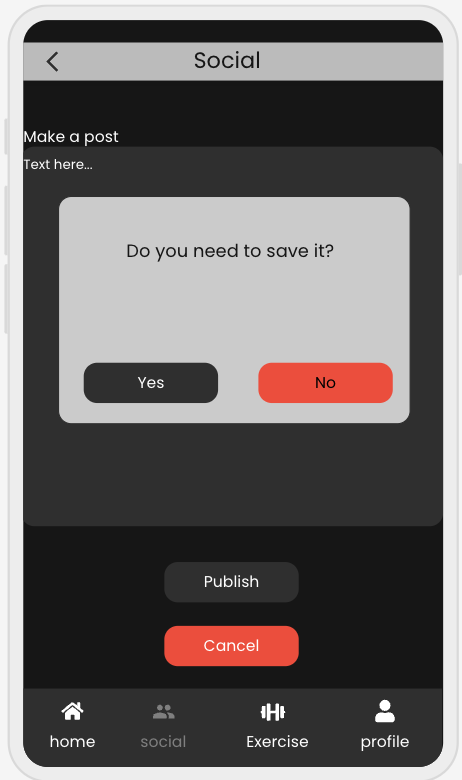 Social
Make a post
Text here...
Do you need to save it?
Yes No
Publish
Cancel
home social Exercise profile